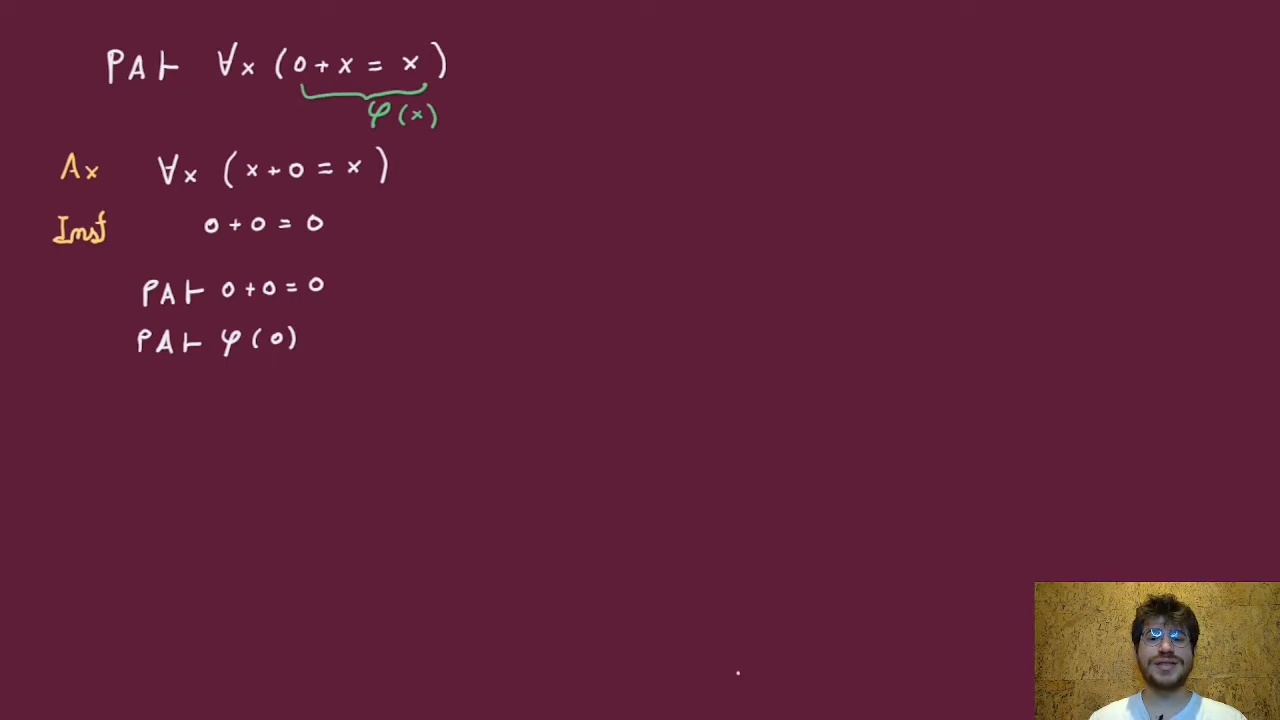 PA ⊢ ∀x (0 + x = x)
φ(x)
Ax ∀x (x + 0 = x)
Inst 0 + 0 = 0
PA ⊢ 0 + 0 = 0
PA ⊢ φ(0)